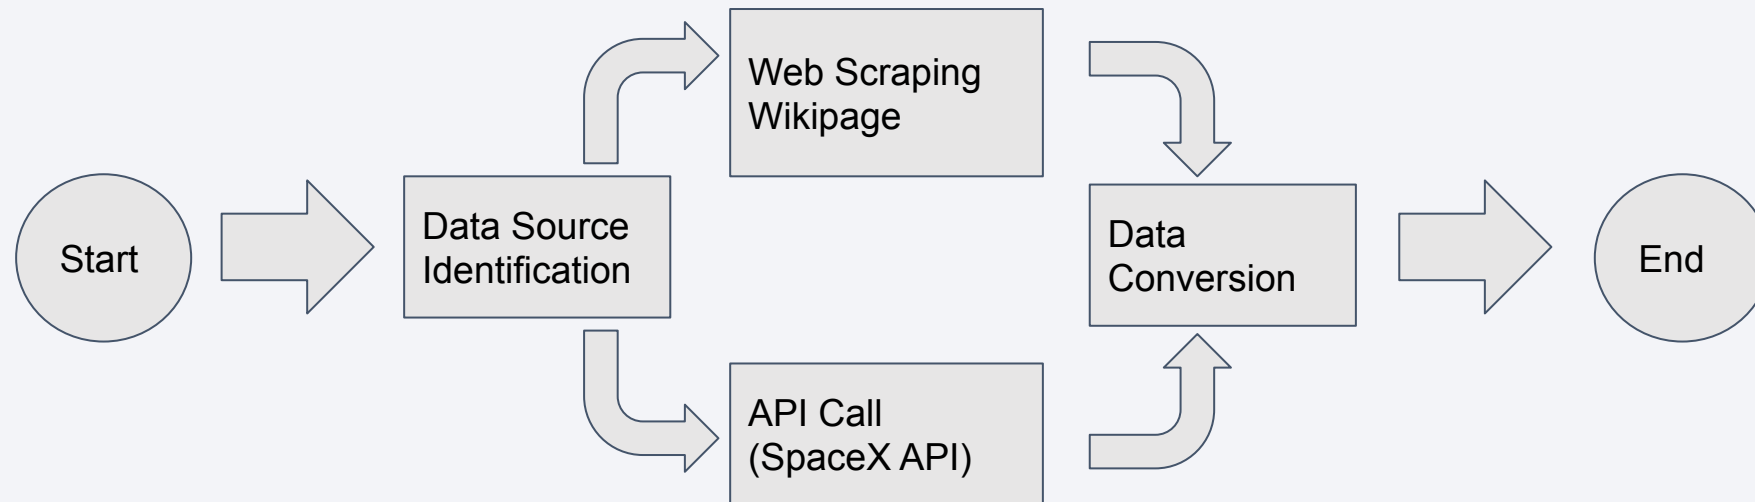 Start
Data Source
Identification
Web Scraping
Wikipage
API Call
(SpaceX API)
Data
Conversion
End